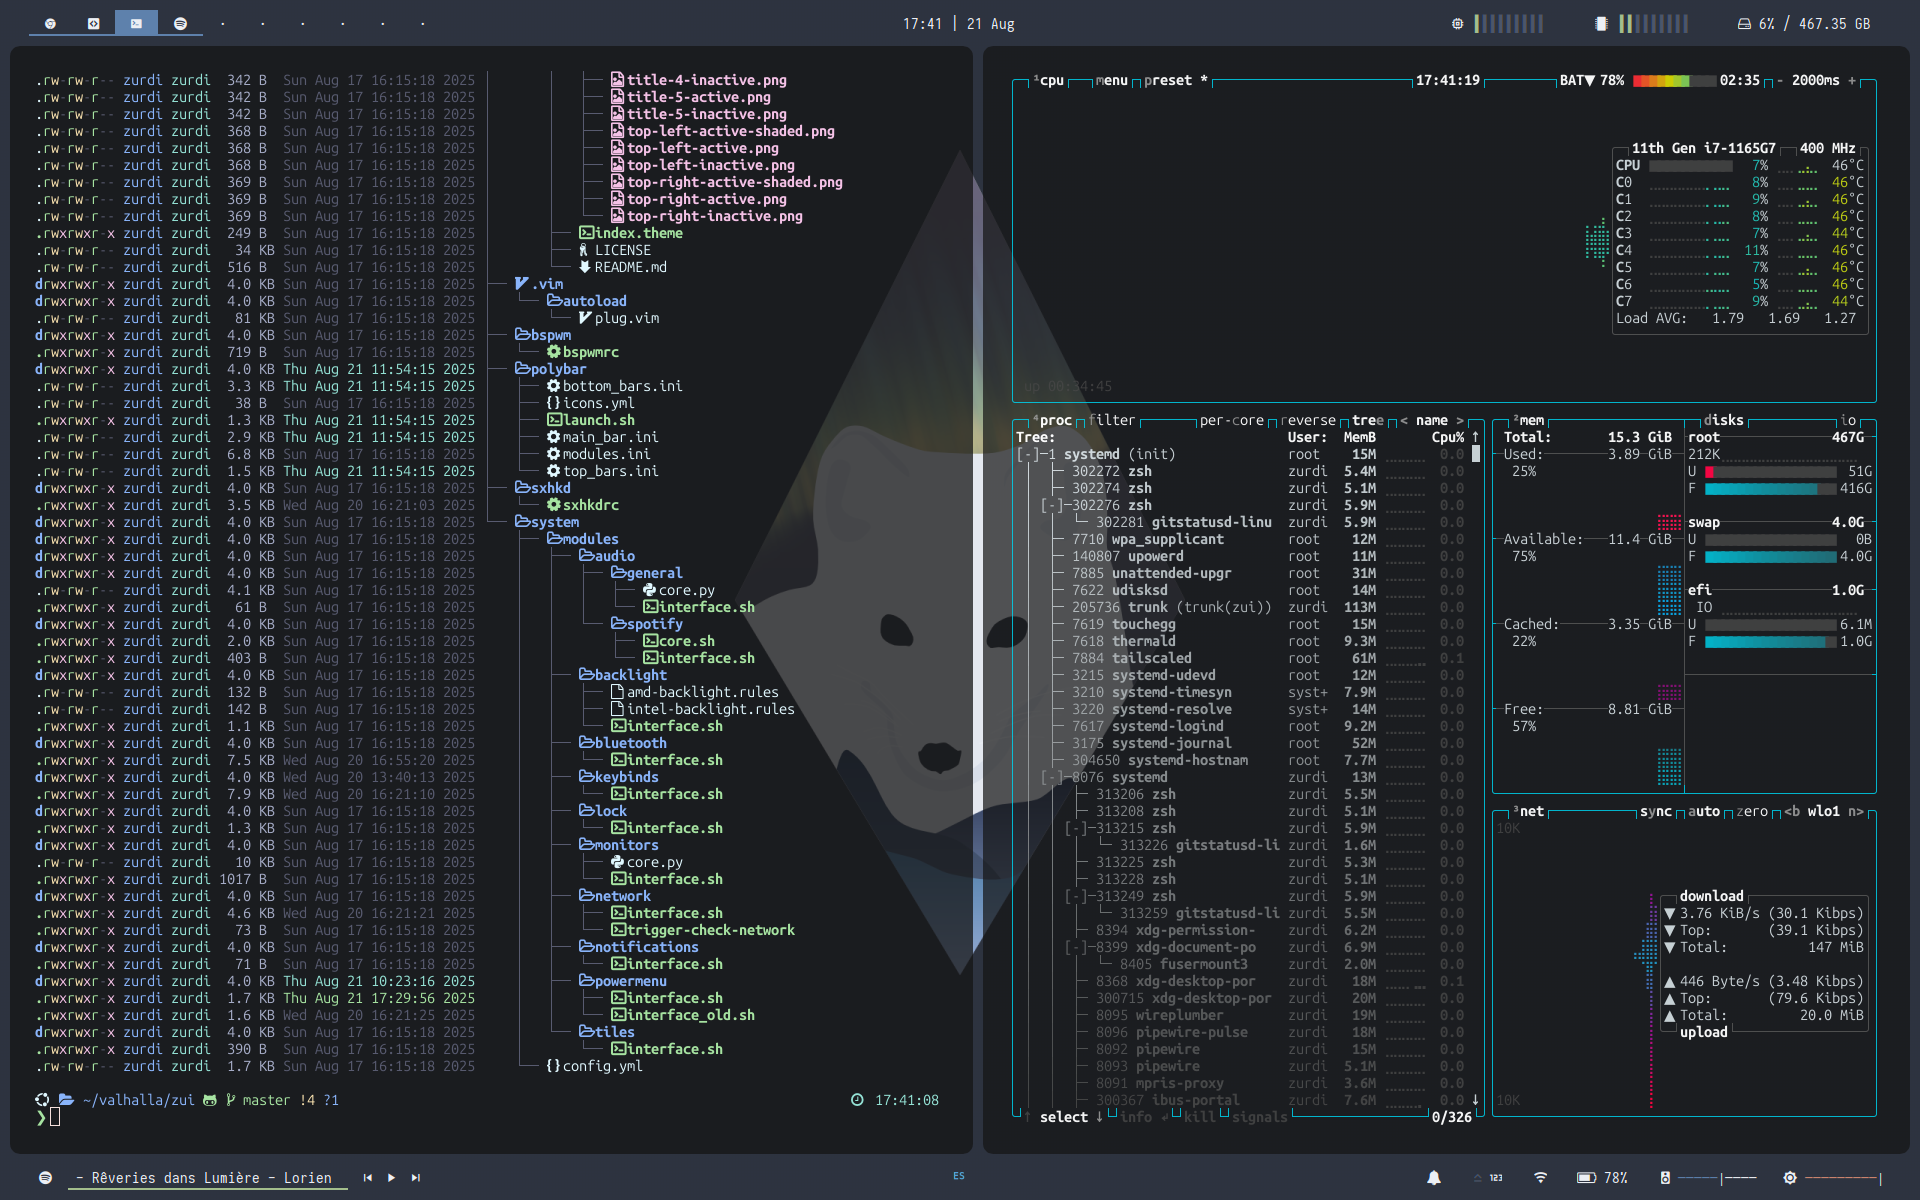 17:41 | 21 Aug
6% / 467.35 GB
.rw-rw-r-- zurdi zurdi 342 B Sun Aug 17 16:15:18 2025 title-4-inactive.png
.rw-rw-r-- zurdi zurdi 342 B Sun Aug 17 16:15:18 2025 title-5-active.png
.rw-rw-r-- zurdi zurdi 342 B Sun Aug 17 16:15:18 2025 title-5-inactive.png
.rw-rw-r-- zurdi zurdi 368 B Sun Aug 17 16:15:18 2025 top-left-active-shaded.png
.rw-rw-r-- zurdi zurdi 368 B Sun Aug 17 16:15:18 2025 top-left-active.png
.rw-rw-r-- zurdi zurdi 368 B Sun Aug 17 16:15:18 2025 top-left-inactive.png
.rw-rw-r-- zurdi zurdi 369 B Sun Aug 17 16:15:18 2025 top-right-active-shaded.png
.rw-rw-r-- zurdi zurdi 369 B Sun Aug 17 16:15:18 2025 top-right-active.png
.rw-rw-r-- zurdi zurdi 369 B Sun Aug 17 16:15:18 2025 top-right-inactive.png
.rwxrwxr-x zurdi zurdi 249 B Sun Aug 17 16:15:18 2025 index.theme
.rw-rw-r-- zurdi zurdi 34 KB Sun Aug 17 16:15:18 2025 LICENSE
.rw-rw-r-- zurdi zurdi 516 B Sun Aug 17 16:15:18 2025 README.md
drwxrwxr-x zurdi zurdi 4.0 KB Sun Aug 17 16:15:18 2025 .vim
drwxrwxr-x zurdi zurdi 4.0 KB Sun Aug 17 16:15:18 2025 autoload
.rw-rw-r-- zurdi zurdi 81 KB Sun Aug 17 16:15:18 2025 plug.vim
drwxrwxr-x zurdi zurdi 4.0 KB Sun Aug 17 16:15:18 2025 bspwm
.rwxrwxr-x zurdi zurdi 719 B Sun Aug 17 16:15:18 2025 bspwmrc
drwxrwxr-x zurdi zurdi 4.0 KB Thu Aug 21 11:54:15 2025 polybar
.rw-rw-r-- zurdi zurdi 3.3 KB Thu Aug 21 11:54:15 2025 bottom_bars.ini
.rw-rw-r-- zurdi zurdi 38 B Sun Aug 17 16:15:18 2025 icons.yml
.rwxrwxr-x zurdi zurdi 1.3 KB Thu Aug 21 11:54:15 2025 launch.sh
.rw-rw-r-- zurdi zurdi 2.9 KB Thu Aug 21 11:54:15 2025 main_bar.ini
.rw-rw-r-- zurdi zurdi 6.8 KB Sun Aug 17 16:15:18 2025 modules.ini
.rw-rw-r-- zurdi zurdi 1.5 KB Thu Aug 21 11:54:15 2025 top_bars.ini
drwxrwxr-x zurdi zurdi 4.0 KB Sun Aug 17 16:15:18 2025 sxhkd
.rwxrwxr-x zurdi zurdi 3.5 KB Wed Aug 20 16:21:03 2025 sxhkdrc
drwxrwxr-x zurdi zurdi 4.0 KB Sun Aug 17 16:15:18 2025 system
drwxrwxr-x zurdi zurdi 4.0 KB Sun Aug 17 16:15:18 2025 modules
drwxrwxr-x zurdi zurdi 4.0 KB Sun Aug 17 16:15:18 2025 audio
drwxrwxr-x zurdi zurdi 4.0 KB Sun Aug 17 16:15:18 2025 general
.rw-rw-r-- zurdi zurdi 4.1 KB Sun Aug 17 16:15:18 2025 core.py
.rwxrwxr-x zurdi zurdi 61 B Sun Aug 17 16:15:18 2025 interface.sh
drwxrwxr-x zurdi zurdi 4.0 KB Sun Aug 17 16:15:18 2025 spotify
.rwxrwxr-x zurdi zurdi 2.0 KB Sun Aug 17 16:15:18 2025 core.sh
.rwxrwxr-x zurdi zurdi 403 B Sun Aug 17 16:15:18 2025 interface.sh
drwxrwxr-x zurdi zurdi 4.0 KB Sun Aug 17 16:15:18 2025 backlight
.rw-rw-r-- zurdi zurdi 132 B Sun Aug 17 16:15:18 2025 amd-backlight.rules
.rw-rw-r-- zurdi zurdi 142 B Sun Aug 17 16:15:18 2025 intel-backlight.rules
.rwxrwxr-x zurdi zurdi 1.1 KB Sun Aug 17 16:15:18 2025 interface.sh
drwxrwxr-x zurdi zurdi 4.0 KB Sun Aug 17 16:15:18 2025 bluetooth
.rwxrwxr-x zurdi zurdi 7.5 KB Wed Aug 20 16:55:20 2025 interface.sh
drwxrwxr-x zurdi zurdi 4.0 KB Wed Aug 20 13:40:13 2025 keybinds
.rwxrwxr-x zurdi zurdi 7.9 KB Wed Aug 20 16:21:10 2025 interface.sh
drwxrwxr-x zurdi zurdi 4.0 KB Sun Aug 17 16:15:18 2025 lock
.rwxrwxr-x zurdi zurdi 1.3 KB Sun Aug 17 16:15:18 2025 interface.sh
drwxrwxr-x zurdi zurdi 4.0 KB Sun Aug 17 16:15:18 2025 monitors
.rw-rw-r-- zurdi zurdi 10 KB Sun Aug 17 16:15:18 2025 core.py
.rwxrwxr-x zurdi zurdi 1017 B Sun Aug 17 16:15:18 2025 interface.sh
drwxrwxr-x zurdi zurdi 4.0 KB Sun Aug 17 16:15:18 2025 network
.rwxrwxr-x zurdi zurdi 4.6 KB Wed Aug 20 16:21:21 2025 interface.sh
.rwxrwxr-x zurdi zurdi 73 B Sun Aug 17 16:15:18 2025 trigger-check-network
drwxrwxr-x zurdi zurdi 4.0 KB Sun Aug 17 16:15:18 2025 notifications
.rwxrwxr-x zurdi zurdi 71 B Sun Aug 17 16:15:18 2025 interface.sh
drwxrwxr-x zurdi zurdi 4.0 KB Thu Aug 21 10:23:16 2025 powermenu
.rwxrwxr-x zurdi zurdi 1.7 KB Thu Aug 21 17:29:56 2025 interface.sh
.rwxrwxr-x zurdi zurdi 1.6 KB Wed Aug 20 16:21:25 2025 interface_old.sh
drwxrwxr-x zurdi zurdi 4.0 KB Sun Aug 17 16:15:18 2025 tiles
.rwxrwxr-x zurdi zurdi 390 B Sun Aug 17 16:15:18 2025 interface.sh
.rw-rw-r-- zurdi zurdi 1.7 KB Sun Aug 17 16:15:18 2025 config.yml
~/valhalla/zui master !4 ?1 17:41:08
❯
¹cpu menu preset * 17:41:19 BAT▼ 78% 02:35 - 2000ms +
11th Gen i7-1165G7 400 MHz
CPU 7% 46°C
C0 8% 46°C
C1 9% 46°C
C2 8% 46°C
C3 7% 44°C
C4 11% 46°C
C5 7% 46°C
C6 5% 46°C
C7 9% 44°C
Load AVG: 1.79 1.69 1.27
up 00:34:45
⁴proc filter per-core reverse tree < name >
Tree: User: MemB Cpu% ↑
[-]-1 systemd (init) root 15M 0.0
302272 zsh zurdi 5.4M 0.0
302274 zsh zurdi 5.1M 0.0
[-]-302276 zsh zurdi 5.9M 0.0
302281 gitstatusd-linu zurdi 5.9M 0.0
7710 wpa_supplicant root 12M 0.0
140807 upowerd root 11M 0.0
7885 unattended-upgr root 31M 0.0
7622 udisksd root 14M 0.0
205736 trunk (trunk(zui)) zurdi 113M 0.0
7619 touchegg root 15M 0.0
7618 thermald root 9.3M 0.0
7884 tailscaled root 61M 0.1
3215 systemd-udevd root 12M 0.0
3210 systemd-timesyn syst+ 7.9M 0.0
3220 systemd-resolve syst+ 14M 0.0
7617 systemd-logind root 9.2M 0.0
3175 systemd-journal root 52M 0.0
304650 systemd-hostnam root 7.7M 0.0
[-]-8076 systemd zurdi 13M 0.0
313206 zsh zurdi 5.5M 0.0
313208 zsh zurdi 5.1M 0.0
[-]-313215 zsh zurdi 5.9M 0.0
313226 gitstatusd-li zurdi 1.6M 0.0
313225 zsh zurdi 5.3M 0.0
313228 zsh zurdi 5.1M 0.0
[-]-313249 zsh zurdi 5.9M 0.0
313259 gitstatusd-li zurdi 5.5M 0.0
8394 xdg-permission- zurdi 6.2M 0.0
[-]-8399 xdg-document-po zurdi 6.9M 0.0
8405 fusermount3 zurdi 2.0M 0.0
8368 xdg-desktop-por zurdi 18M 0.1
300715 xdg-desktop-por zurdi 20M 0.0
8095 wireplumber zurdi 19M 0.0
8096 pipewire-pulse zurdi 18M 0.0
8092 pipewire zurdi 15M 0.0
8093 pipewire zurdi 5.1M 0.0
8091 mpris-proxy zurdi 3.6M 0.0
300367 ibus-portal zurdi 7.6M 0.0 ↓
↑ select ↓ info ↲ kill signals 0/326
²mem disks io
Total: 15.3 GiB
Used: 3.89 GiB
25%
Available: 11.4 GiB
75%
Cached: 3.35 GiB
22%
Free: 8.81 GiB
57%
root 467G
212K
U 51G
F 416G
swap 4.0G
U 0B
F 4.0G
efi 1.0G
IO
U 6.1M
F 1.0G
³net sync auto zero <b wlo1 n>
10K
download
▼ 3.76 KiB/s (30.1 Kibps)
▼ Top: (39.1 Kibps)
▼ Total: 147 MiB
▲ 446 Byte/s (3.48 Kibps)
▲ Top: (79.6 Kibps)
▲ Total: 20.0 MiB
upload
10K
- Rêveries dans Lumière - Lorien
ES
123
78%